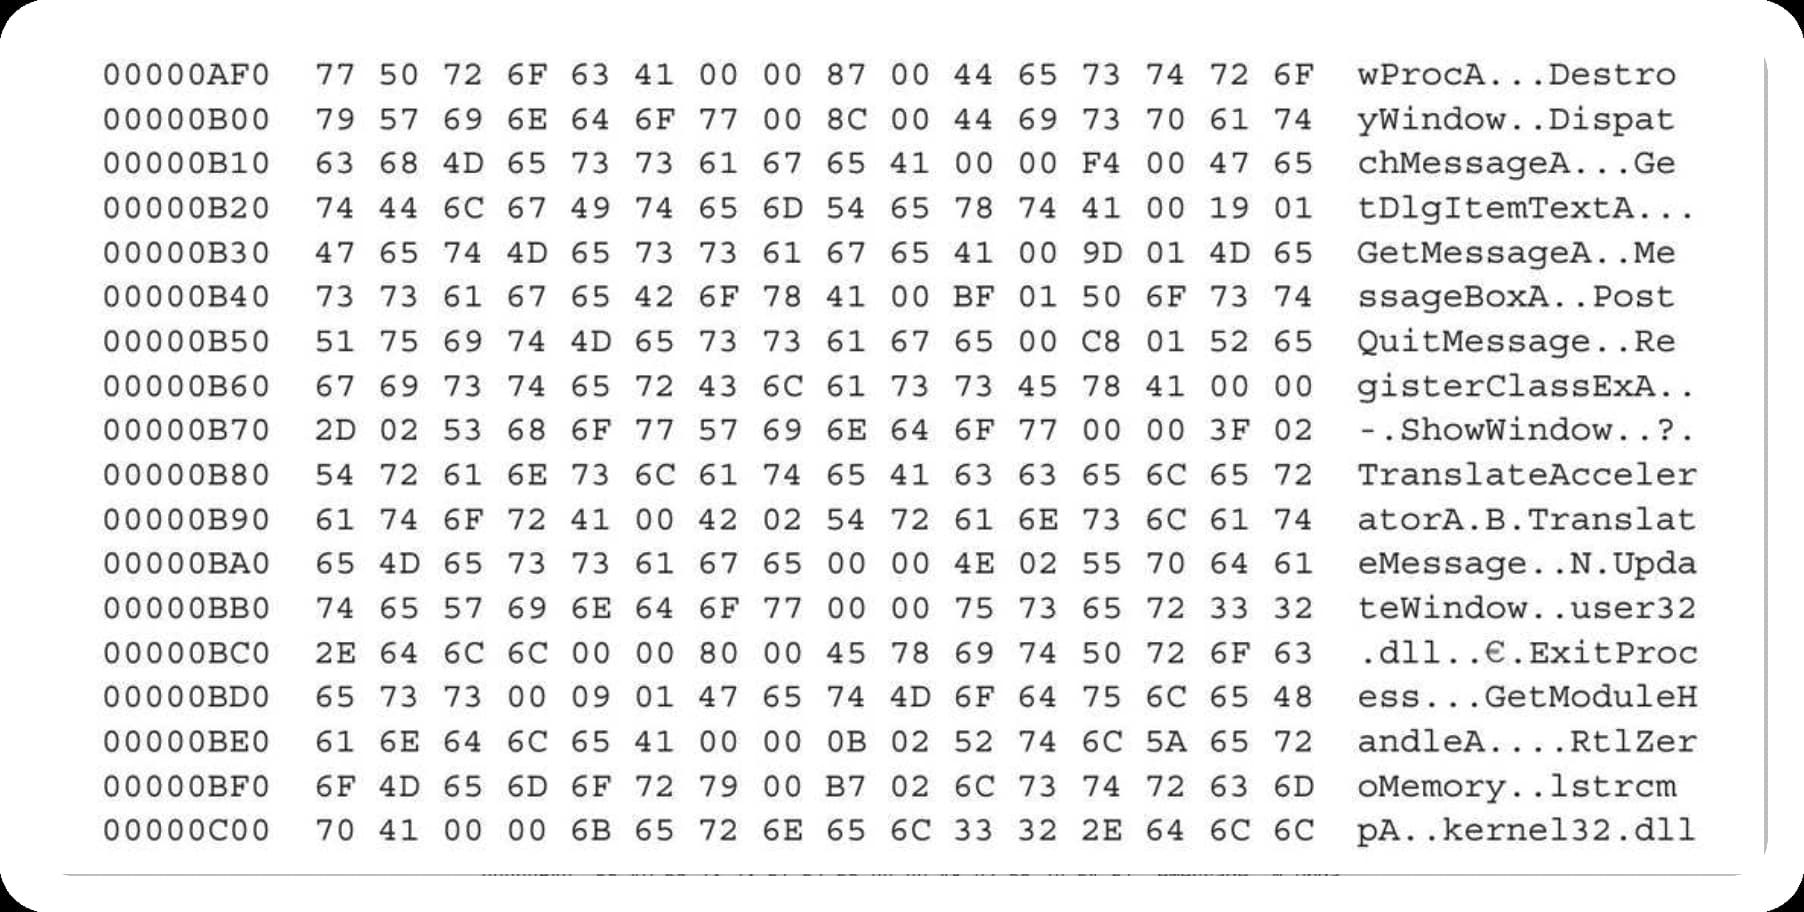 00000AF0 77 50 72 6F 63 41 00 00 87 00 44 65 73 74 72 6F wProcA...Destro
00000B00 79 57 69 6E 64 6F 77 00 8C 00 44 69 73 70 61 74 yWindow..Dispat
00000B10 63 68 4D 65 73 73 61 67 65 41 00 00 F4 00 47 65 chMessageA...Ge
00000B20 74 44 6C 67 49 74 65 6D 54 65 78 74 41 00 19 01 tDlgItemTextA...
00000B30 47 65 74 4D 65 73 73 61 67 65 41 00 9D 01 4D 65 GetMessageA..Me
00000B40 73 73 61 67 65 42 6F 78 41 00 BF 01 50 6F 73 74 ssageBoxA..Post
00000B50 51 75 69 74 4D 65 73 73 61 67 65 00 C8 01 52 65 QuitMessage..Re
00000B60 67 69 73 74 65 72 43 6C 61 73 73 45 78 41 00 00 gisterClassExA..
00000B70 2D 02 53 68 6F 77 57 69 6E 64 6F 77 00 00 3F 02 -.ShowWindow..?.
00000B80 54 72 61 6E 73 6C 61 74 65 41 63 63 65 6C 65 72 TranslateAcceler
00000B90 61 74 6F 72 41 00 42 02 54 72 61 6E 73 6C 61 74 atorA.B.Translat
00000BA0 65 4D 65 73 73 61 67 65 00 00 4E 02 55 70 64 61 eMessage..N.Upda
00000BB0 74 65 57 69 6E 64 6F 77 00 00 75 73 65 72 33 32 teWindow..user32
00000BC0 2E 64 6C 6C 00 00 80 00 45 78 69 74 50 72 6F 63 .dll..€.ExitProc
00000BD0 65 73 73 00 09 01 47 65 74 4D 6F 64 75 6C 65 48 ess...GetModuleH
00000BE0 61 6E 64 6C 65 41 00 00 0B 02 52 74 6C 5A 65 72 andleA....RtlZer
00000BF0 6F 4D 65 6D 6F 72 79 00 B7 02 6C 73 74 72 63 6D oMemory..lstrcm
00000C00 70 41 00 00 6B 65 72 6E 65 6C 33 32 2E 64 6C 6C pA..kernel32.dll